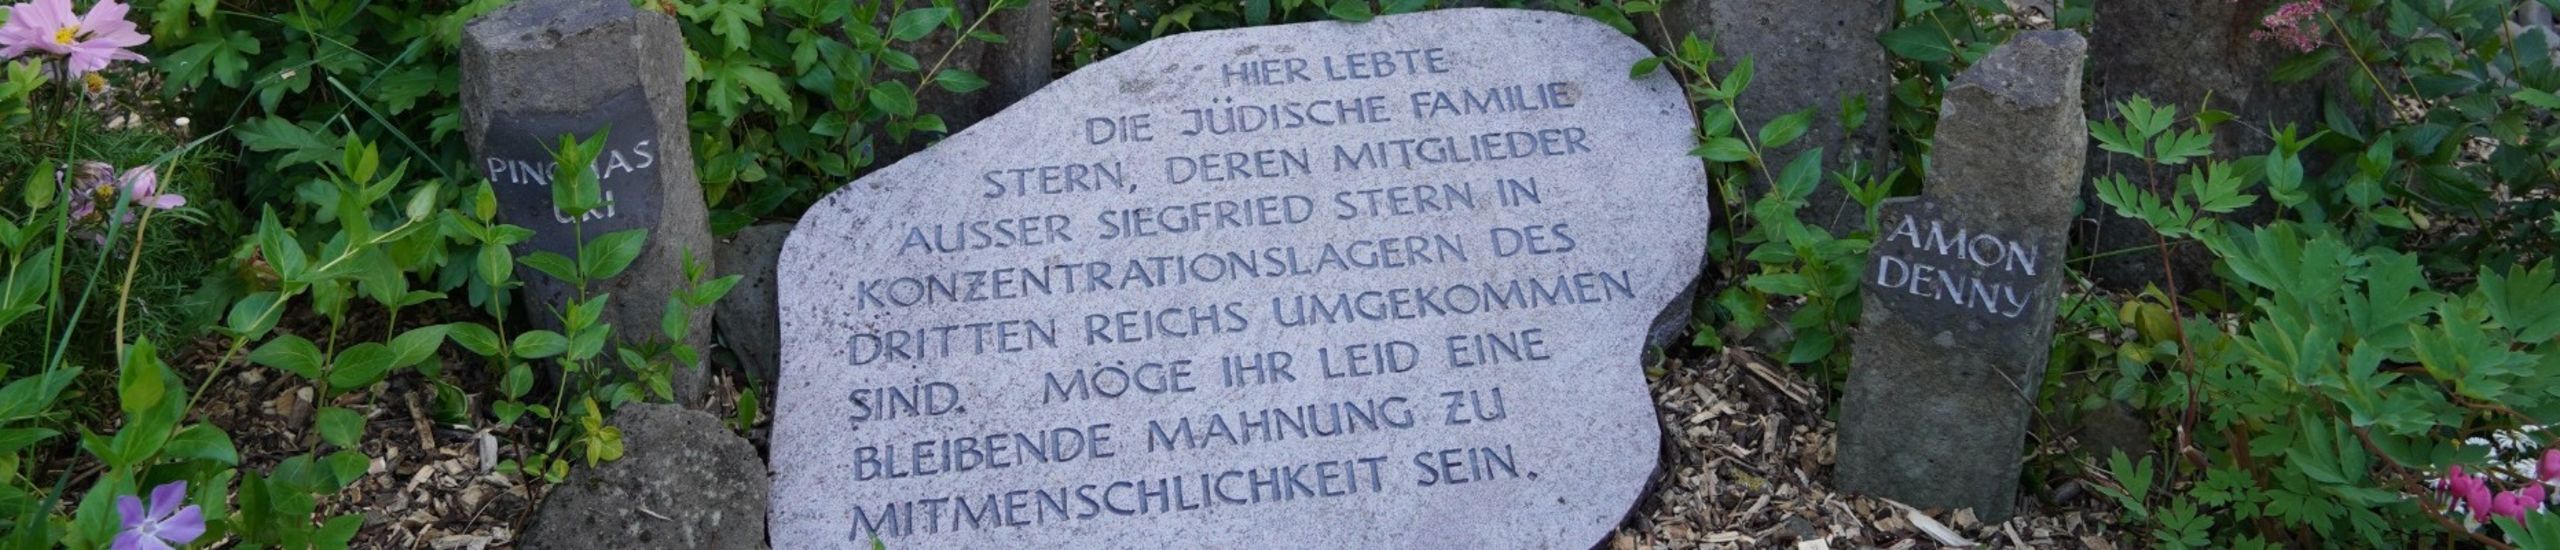 PINCHAS
URI
HIER LEBTE
DIE JÜDISCHE FAMILIE
STERN, DEREN MITGLIEDER
AUSSER SIEGFRIED STERN IN
KONZENTRATIONSLAGERN DES
DRITTEN REICHS UMGEKOMMEN
SIND. MÖGE IHR LEID EINE
BLEIBENDE MAHNUNG ZU
MITMENSCHLICHKEIT SEIN.
AMON
DENNY